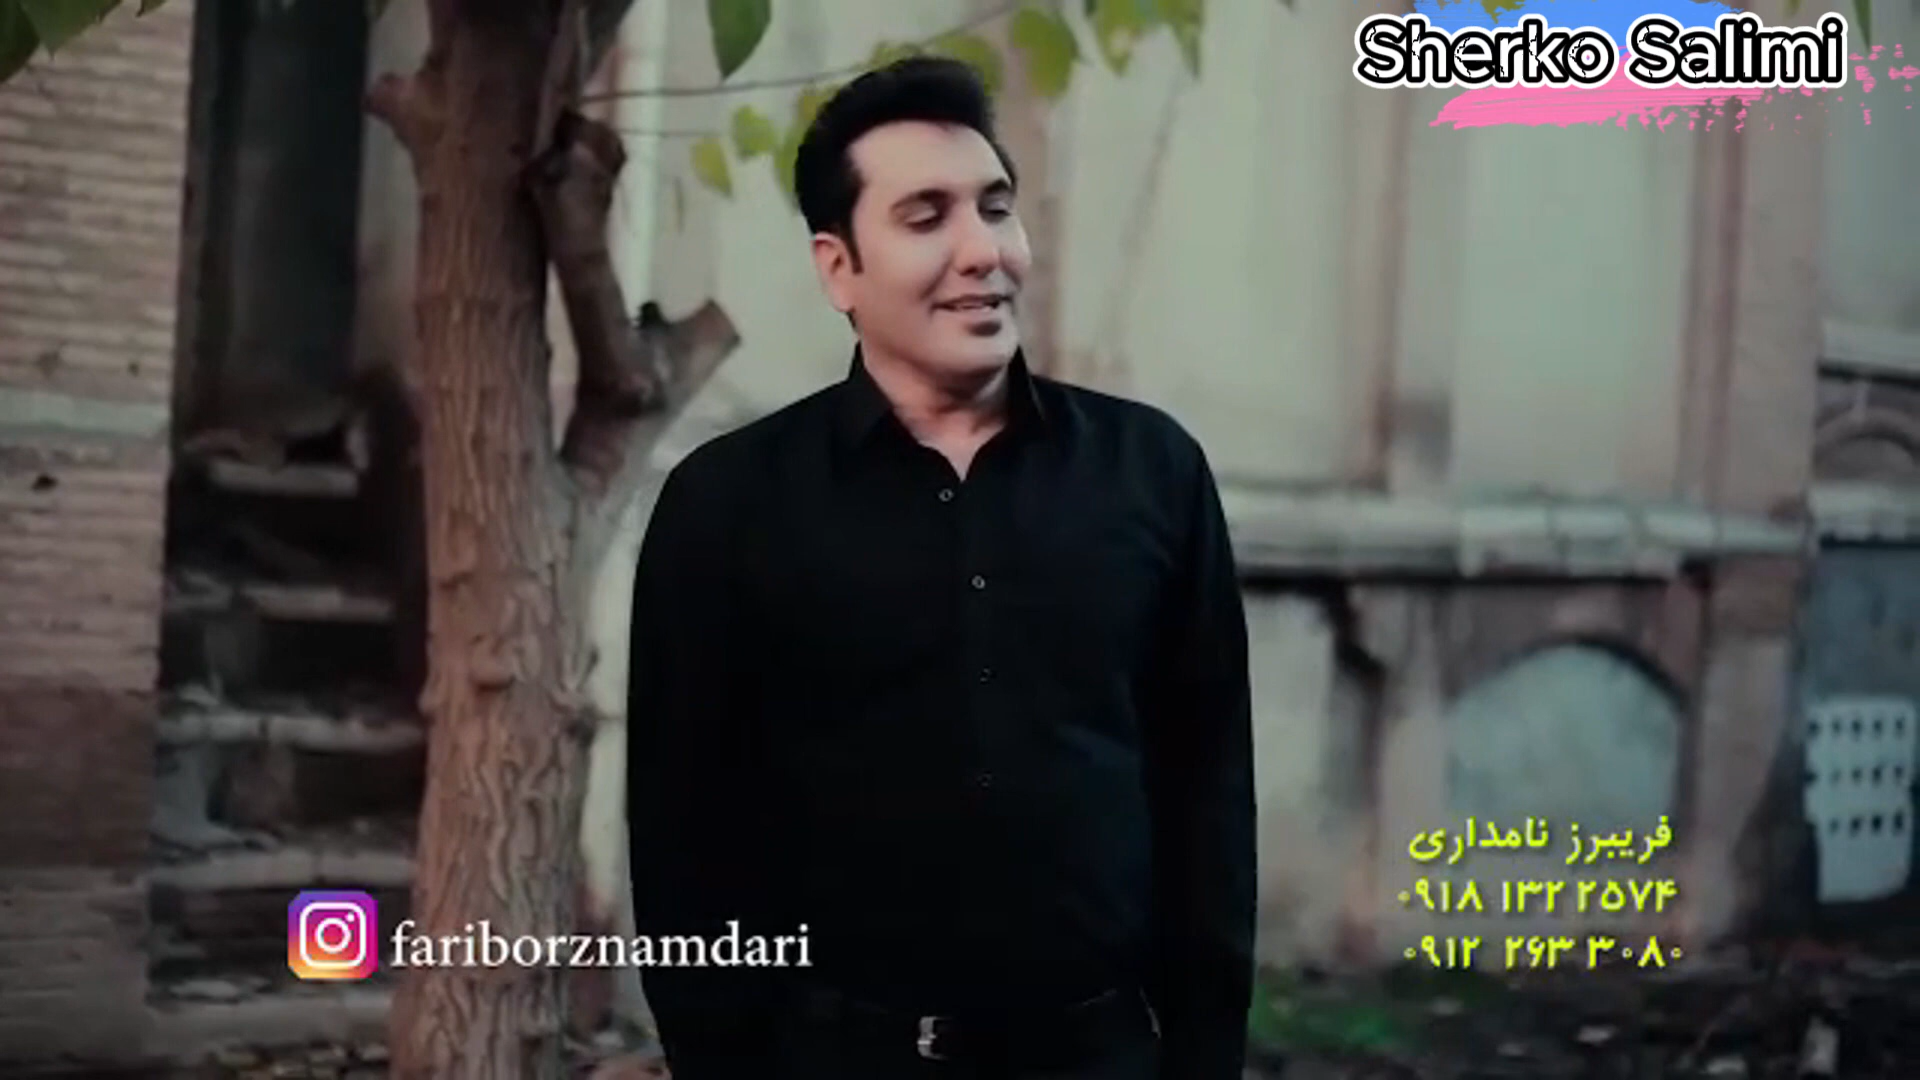 Sherko Salimi
فریبرز نامداری
۰۹۱۸ ۱۳۲ ۲۵۷۴
۰۹۱۲ ۲۶۳ ۳۰۸۰
fariborznamdari